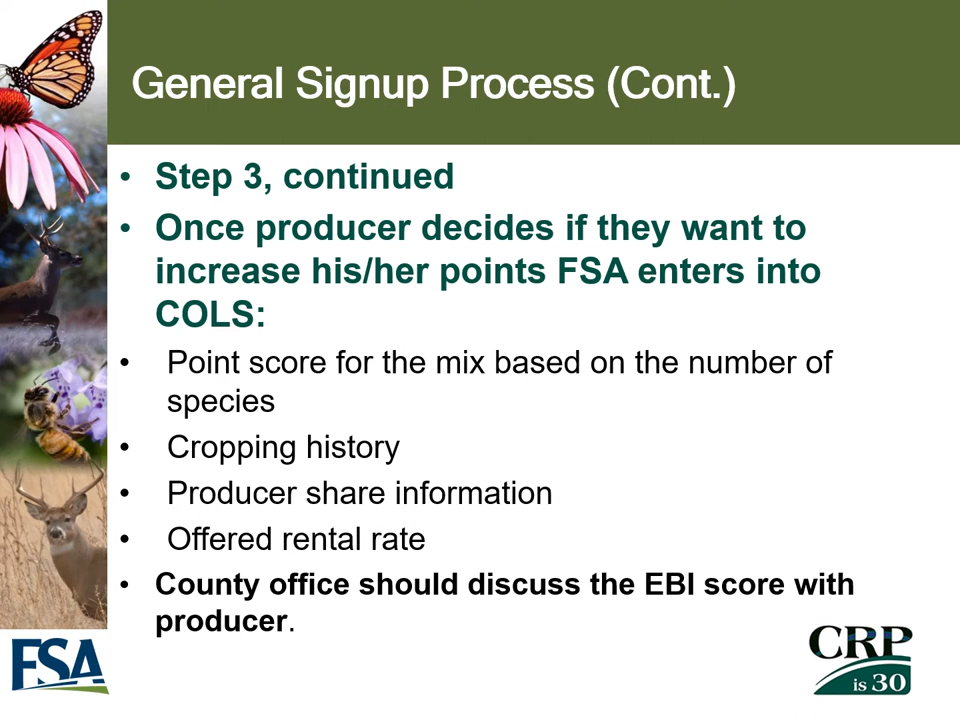 General Signup Process (Cont.)
• Step 3, continued
• Once producer decides if they want to
increase his/her points FSA enters into
COLS:
• Point score for the mix based on the number of
species
• Cropping history
• Producer share information
• Offered rental rate
• County office should discuss the EBI score with
producer.
FSA
CRP
is 30